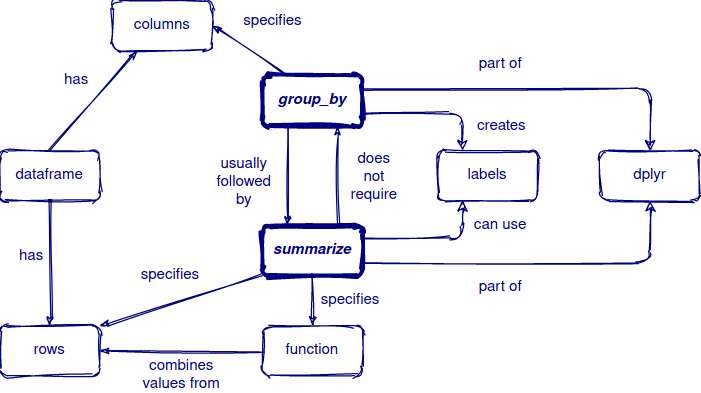 columns
specifies
part of
has
group_by
creates
usually
followed
by
does
not
require
dataframe
labels
dplyr
can use
has
summarize
specifies
part of
specifies
rows
function
combines
values from